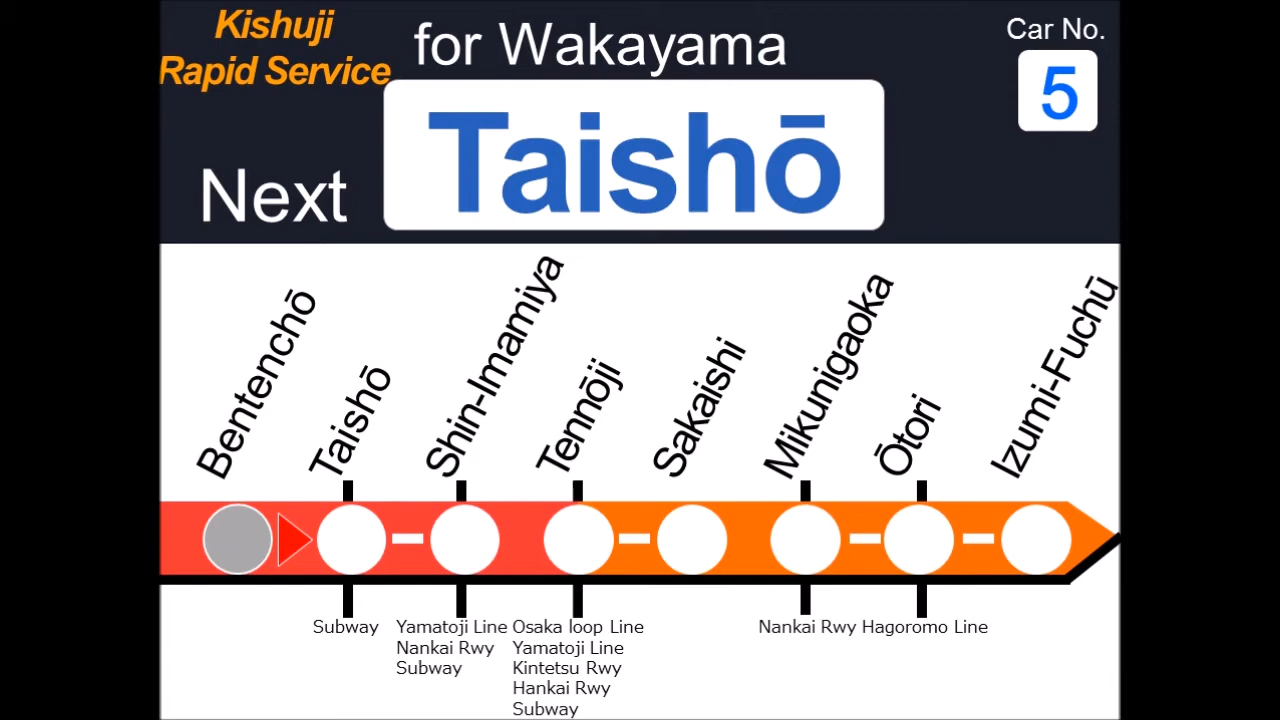 Kishuji
Rapid Service
for Wakayama
Car No.
5
Next
Taishō
Bentenchō
Taishō
Shin-Imamiya
Tennōji
Sakaishi
Mikunigaoka
Ōtori
Izumi-Fuchū
Subway
Yamatoji Line
Nankai Rwy
Subway
Osaka loop Line
Yamatoji Line
Kintetsu Rwy
Hankai Rwy
Subway
Nankai Rwy
Hagoromo Line